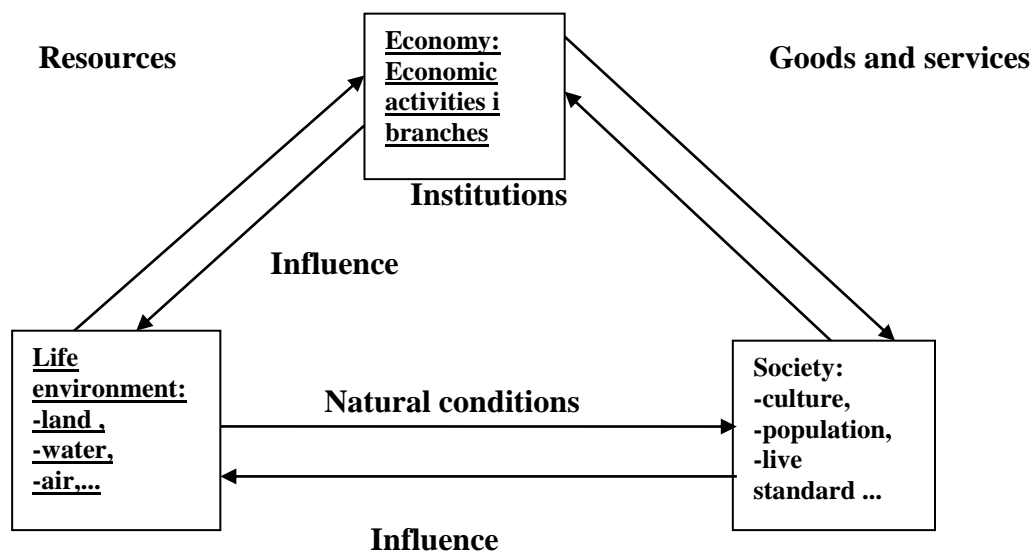 Resources
Economy:
Economic
activities i
branches
Goods and services
Institutions
Influence
Life
environment:
-land ,
-water,
-air,...
Natural conditions
Society:
-culture,
-population,
-live
standard ...
Influence